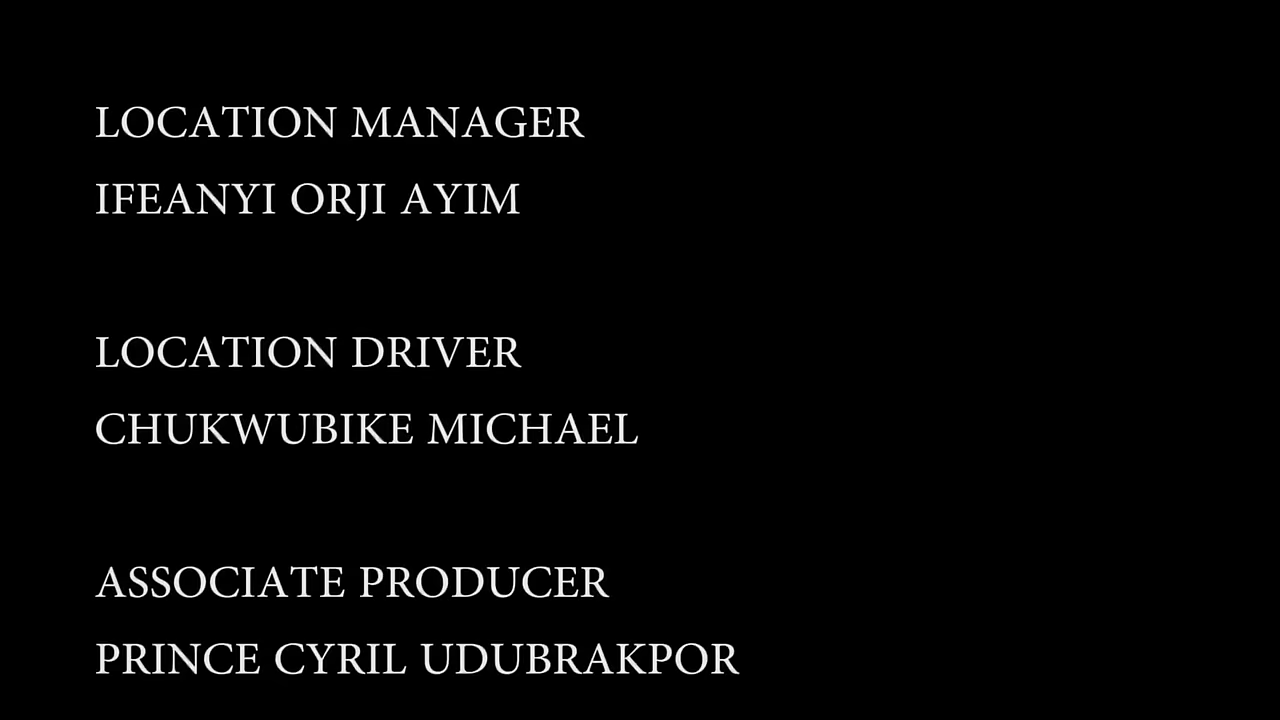 LOCATION MANAGER
IFEANYI ORJI AYIM
LOCATION DRIVER
CHUKWUBIKE MICHAEL
ASSOCIATE PRODUCER
PRINCE CYRIL UDUBRAKPOR